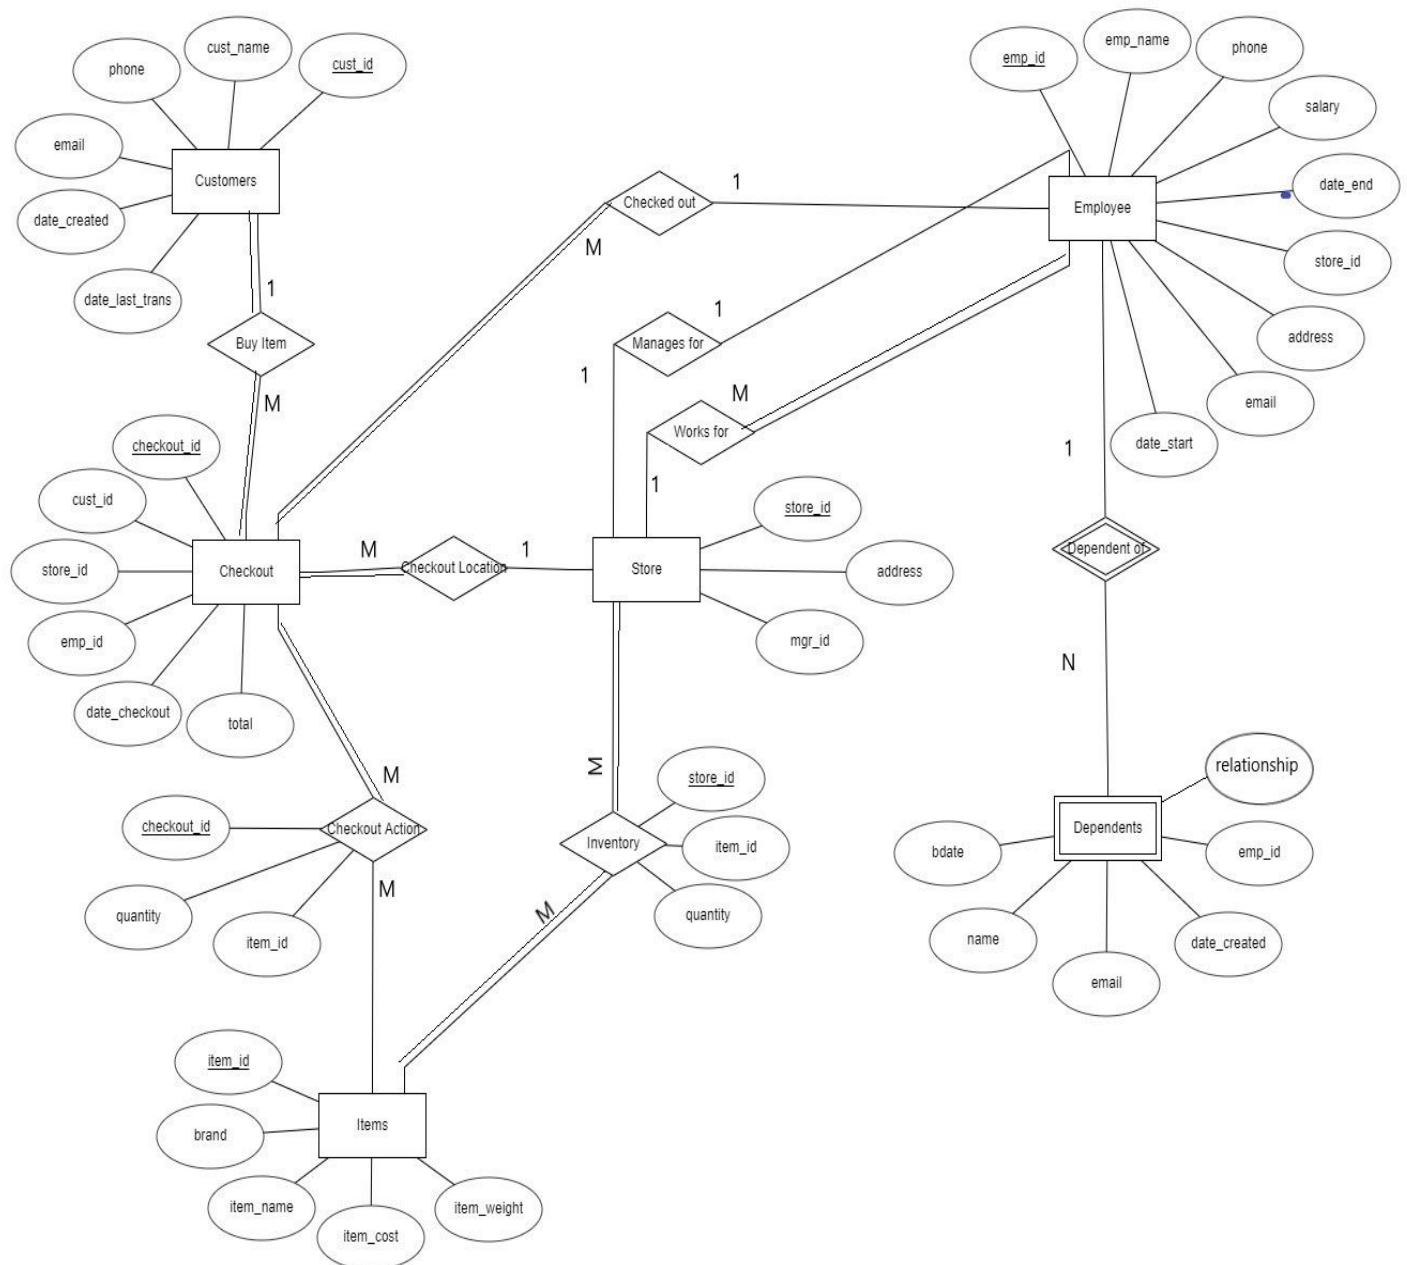 cust_name
phone
cust_id
email
Customers
date_created
date_last_trans
1
Buy Item
M
emp_id
emp_name
phone
salary
date_end
Employee
store_id
address
email
date_start
1
Checked out
M
1
Manages for
1
M
Works for
1
1
Dependent of
N
checkout_id
cust_id
store_id
Checkout
emp_id
date_checkout
total
M
Checkout Location
1
store_id
Store
address
mgr_id
M
checkout_id
Checkout Action
quantity
item_id
M
M
store_id
Inventory
item_id
quantity
M
relationship
Dependents
bdate
emp_id
name
date_created
email
item_id
brand
Items
item_name
item_cost
item_weight